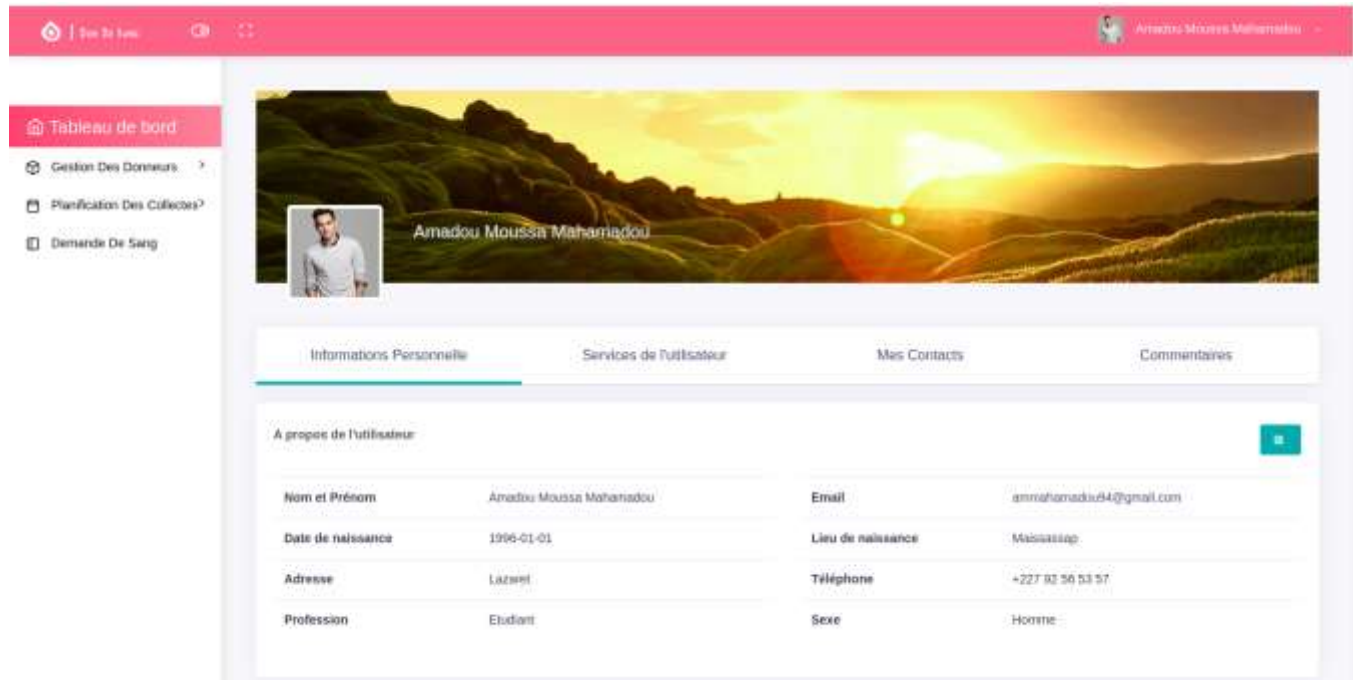 Amadou Moussa Mahamadou
Tableau de bord
Gestion Des Donneurs
Planification Des Collectes
Demande De Sang
Amadou Moussa Mahamadou
Informations Personnelle Services de l'utilisateur Mes Contacts Commentaires
A propos de l'utilisateur
Nom et Prénom Amadou Moussa Mahamadou Email ammahamadou94@gmail.com
Date de naissance 1996-01-01 Lieu de naissance
Adresse Lazaret Téléphone +227 92 56 53 57
Profession Etudiant Sexe Homme